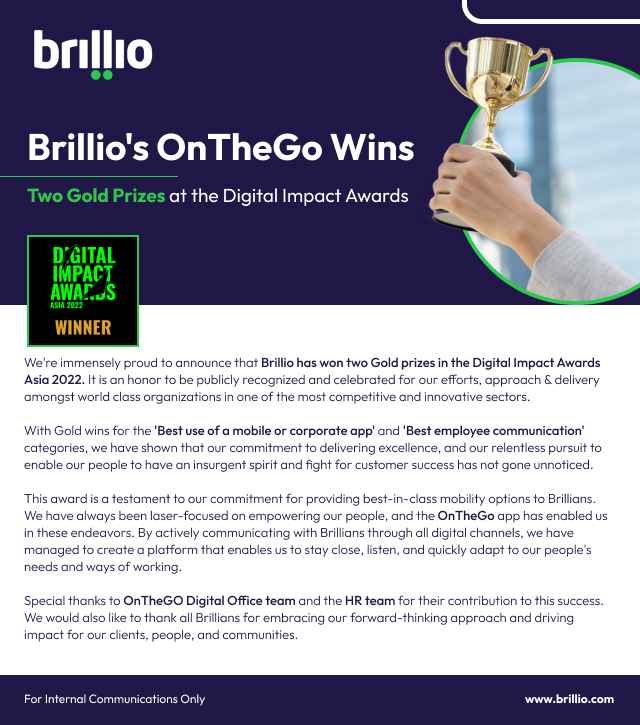 brillio
Brillio's OnTheGo Wins
Two Gold Prizes at the Digital Impact Awards
DIGITAL
IMPACT
AWARDS
ASIA 2022
WINNER
We're immensely proud to announce that Brillio has won two Gold prizes in the Digital Impact Awards
Asia 2022. It is an honor to be publicly recognized and celebrated for our efforts, approach & delivery
amongst world class organizations in one of the most competitive and innovative sectors.
With Gold wins for the 'Best use of a mobile or corporate app' and 'Best employee communication'
categories, we have shown that our commitment to delivering excellence, and our relentless pursuit to
enable our people to have an insurgent spirit and fight for customer success has not gone unnoticed.
This award is a testament to our commitment for providing best-in-class mobility options to Brillians.
We have always been laser-focused on empowering our people, and the OnTheGo app has enabled us
in these endeavors. By actively communicating with Brillians through all digital channels, we have
managed to create a platform that enables us to stay close, listen, and quickly adapt to our people's
needs and ways of working.
Special thanks to OnTheGO Digital Office team and the HR team for their contribution to this success.
We would also like to thank all Brillians for embracing our forward-thinking approach and driving
impact for our clients, people, and communities.
For Internal Communications Only
www.brillio.com